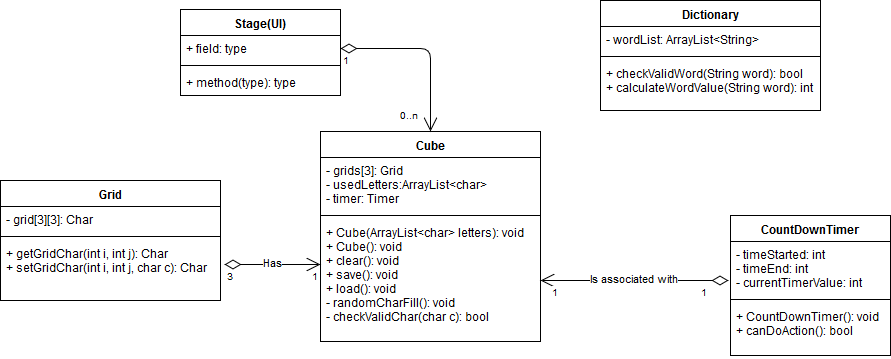 Stage(UI)
+ field: type
+ method(type): type
1
0..n
Dictionary
- wordList: ArrayList<String>
+ checkValidWord(String word): bool
+ calculateWordValue(String word): int
Cube
- grids[3]: Grid
- usedLetters:ArrayList<char>
- timer: Timer
+ Cube(ArrayList<char> letters): void
+ Cube(): void
+ clear(): void
+ save(): void
+ load(): void
- randomCharFill(): void
- checkValidChar(char c): bool
Grid
- grid[3][3]: Char
+ getGridChar(int i, int j): Char
+ setGridChar(int i, int j, char c): Char
Has
3
1
CountDownTimer
- timeStarted: int
- timeEnd: int
- currentTimerValue: int
+ CountDownTimer(): void
+ canDoAction(): bool
Is associated with
1
1